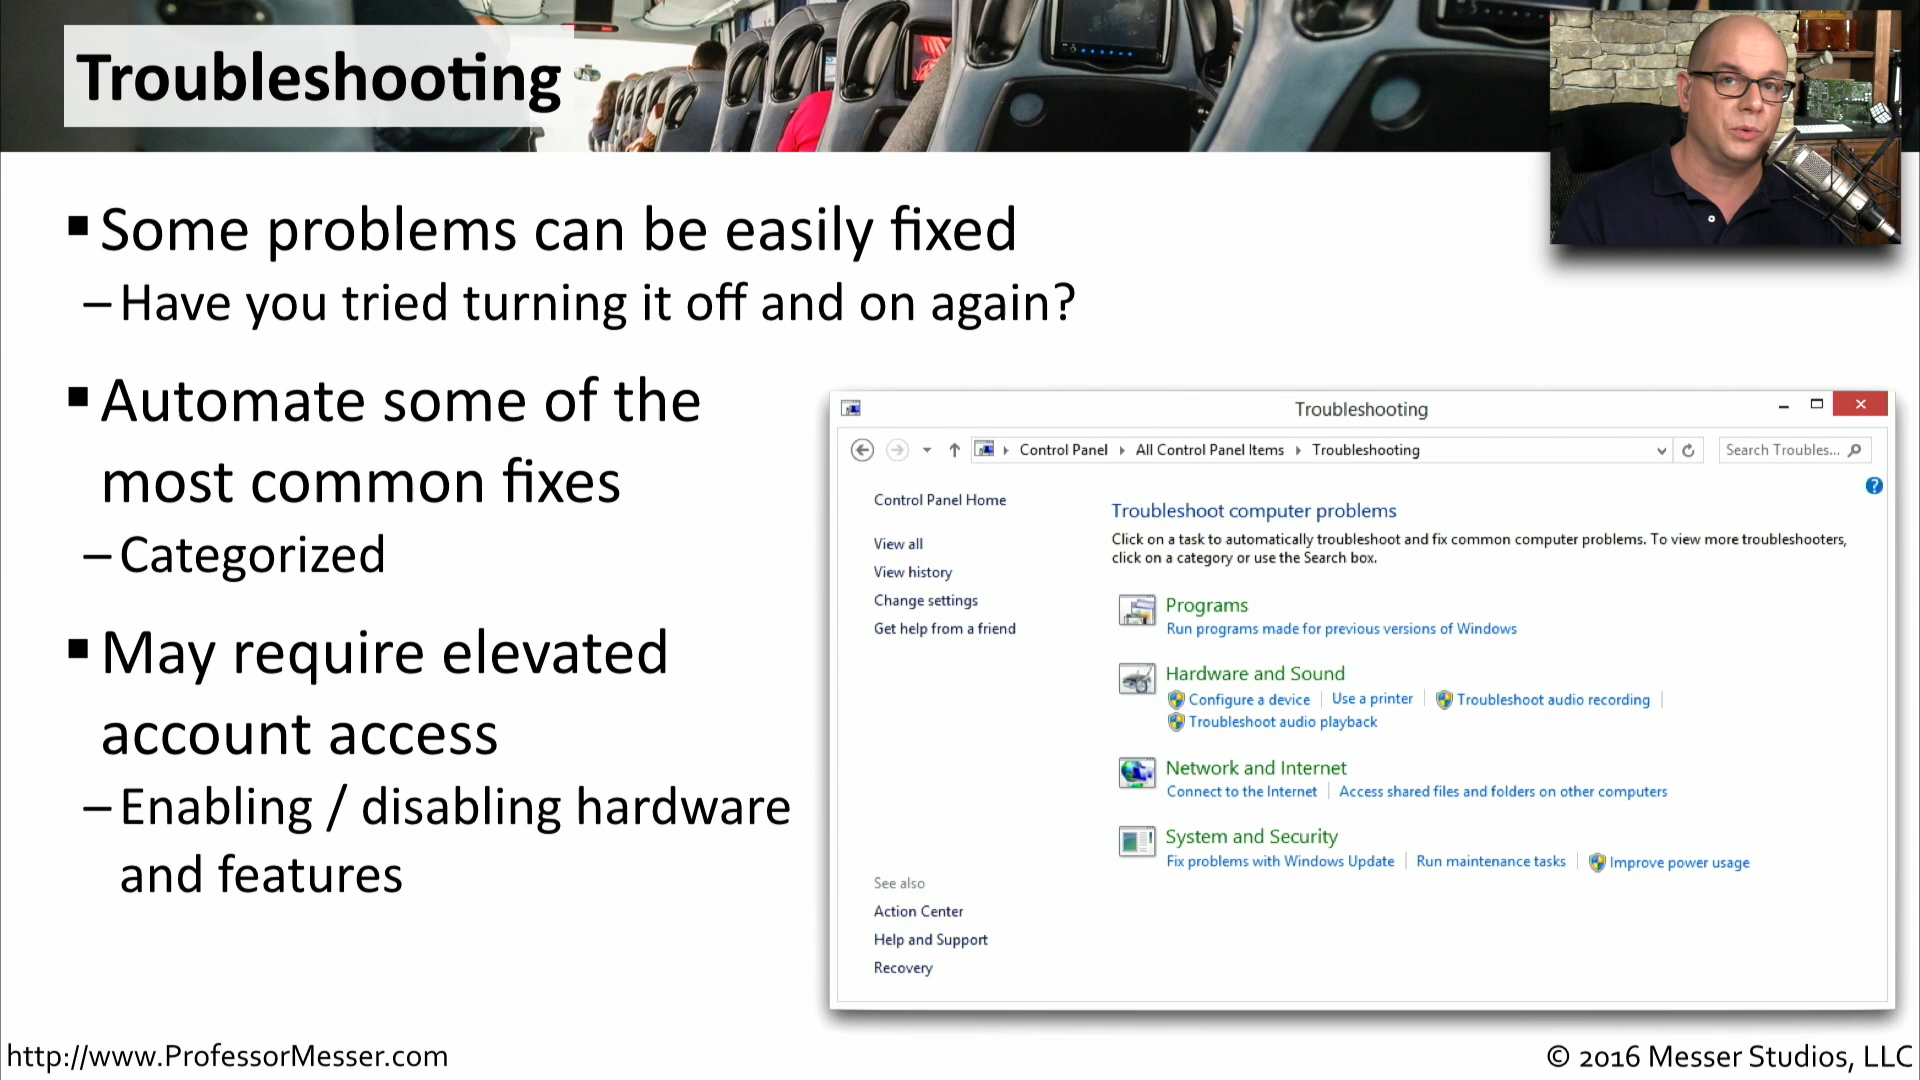 Troubleshooting
▪ Some problems can be easily fixed
– Have you tried turning it off and on again?
▪ Automate some of the
most common fixes
– Categorized
▪ May require elevated
account access
– Enabling / disabling hardware
and features
Troubleshooting
Control Panel ▸ All Control Panel Items ▸ Troubleshooting
Search Troubles...
Control Panel Home
View all
View history
Change settings
Get help from a friend
See also
Action Center
Help and Support
Recovery
Troubleshoot computer problems
Click on a task to automatically troubleshoot and fix common computer problems. To view more troubleshooters,
click on a category or use the Search box.
Programs
Run programs made for previous versions of Windows
Hardware and Sound
Configure a device | Use a printer | Troubleshoot audio recording |
Troubleshoot audio playback
Network and Internet
Connect to the Internet | Access shared files and folders on other computers
System and Security
Fix problems with Windows Update | Run maintenance tasks | Improve power usage
http://www.ProfessorMesser.com
© 2016 Messer Studios, LLC